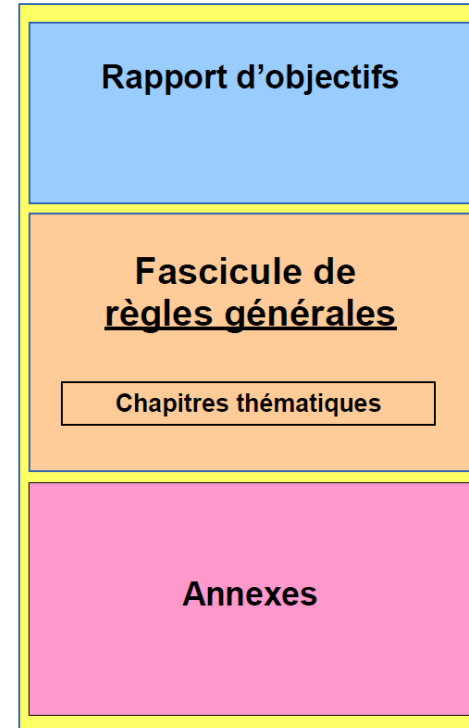 Rapport d’objectifs
Fascicule de
règles générales
Chapitres thématiques
Annexes